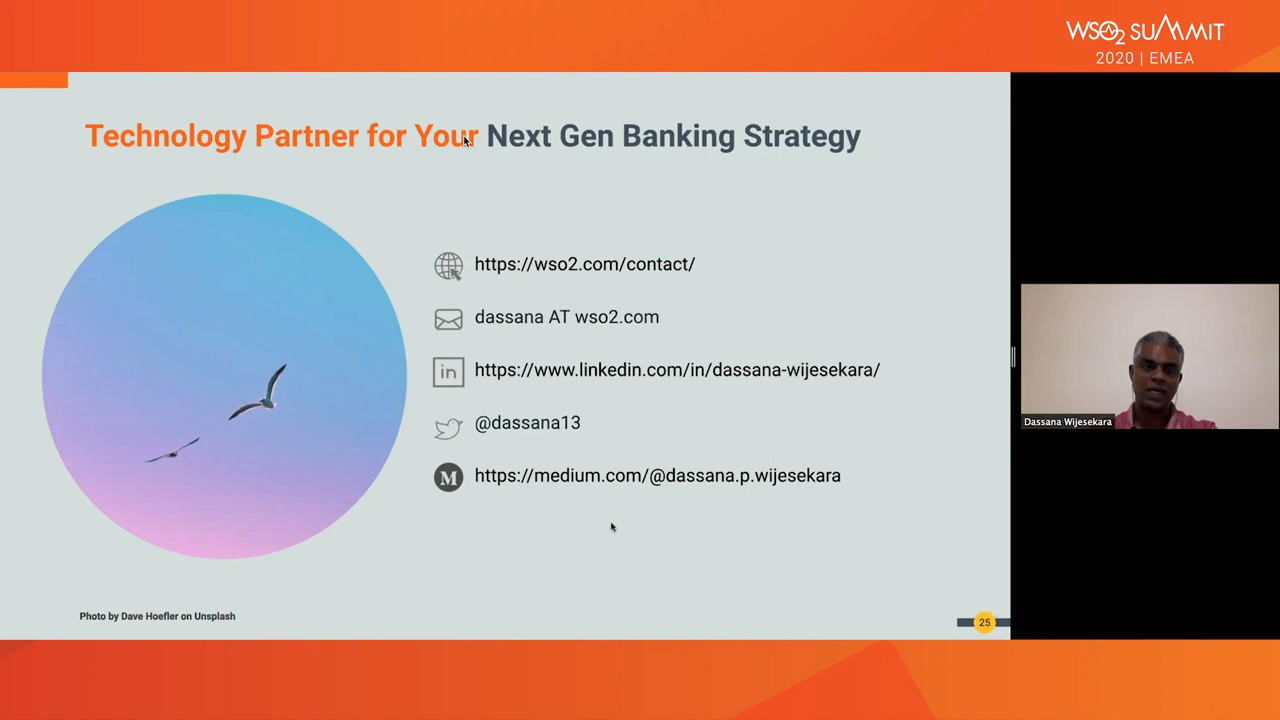 WSO2 SUMMIT
2020 | EMEA
Technology Partner for Your Next Gen Banking Strategy
https://wso2.com/contact/
dassana AT wso2.com
in https://www.linkedin.com/in/dassana-wijesekara/
@dassana13
M https://medium.com/@dassana.p.wijesekara
Dassana Wijesekara
Photo by Dave Hoefler on Unsplash
25